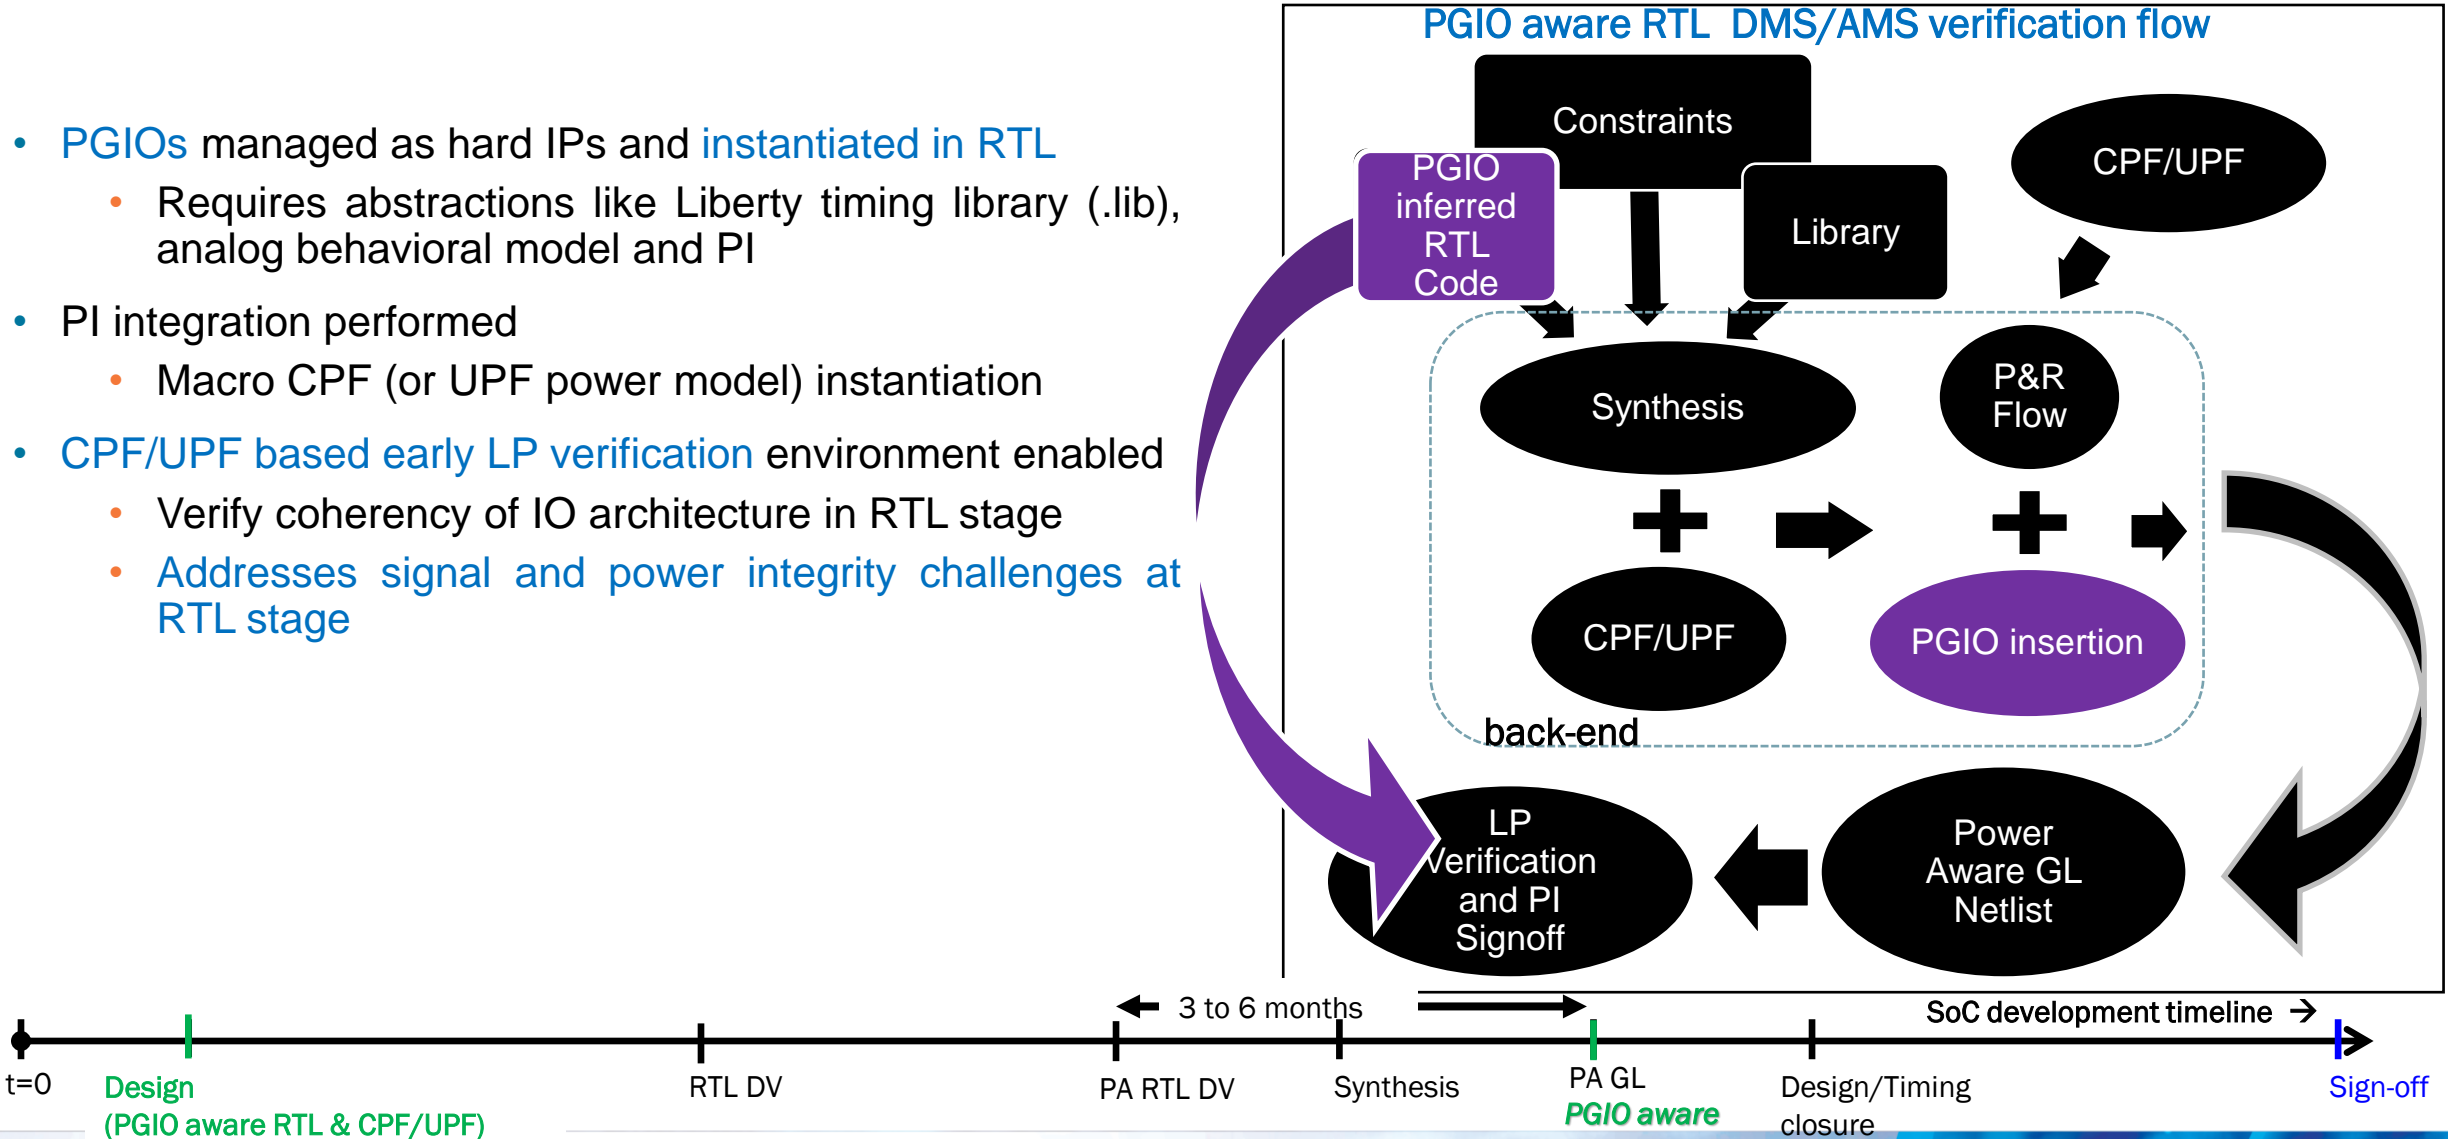 PGIO aware RTL DMS/AMS verification flow
• PGIOs managed as hard IPs and instantiated in RTL
• Requires abstractions like Liberty timing library (.lib),
analog behavioral model and PI
• PI integration performed
• Macro CPF (or UPF power model) instantiation
• CPF/UPF based early LP verification environment enabled
• Verify coherency of IO architecture in RTL stage
• Addresses signal and power integrity challenges at
RTL stage
Constraints
PGIO
inferred
RTL
Code
Library
CPF/UPF
Synthesis
P&R
Flow
CPF/UPF
PGIO insertion
back-end
LP
Verification
and PI
Signoff
Power
Aware GL
Netlist
3 to 6 months
SoC development timeline →
t=0
Design
(PGIO aware RTL & CPF/UPF)
RTL DV
PA RTL DV
Synthesis
PA GL
PGIO aware
Design/Timing
closure
Sign-off